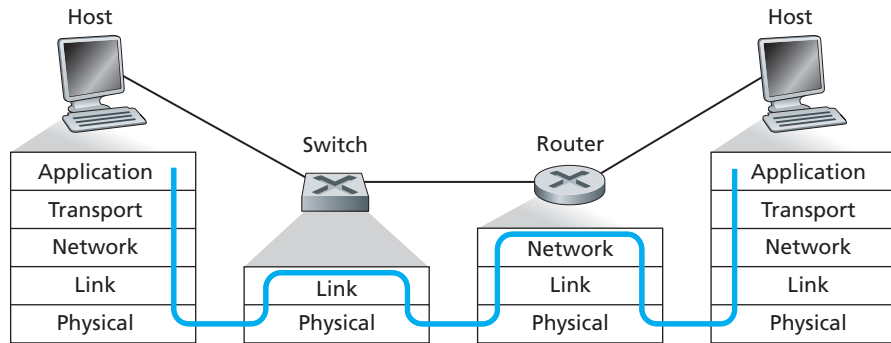 Host
Host
Switch
Router
Application
Transport
Network
Link
Physical
Link
Physical
Network
Link
Physical
Application
Transport
Network
Link
Physical